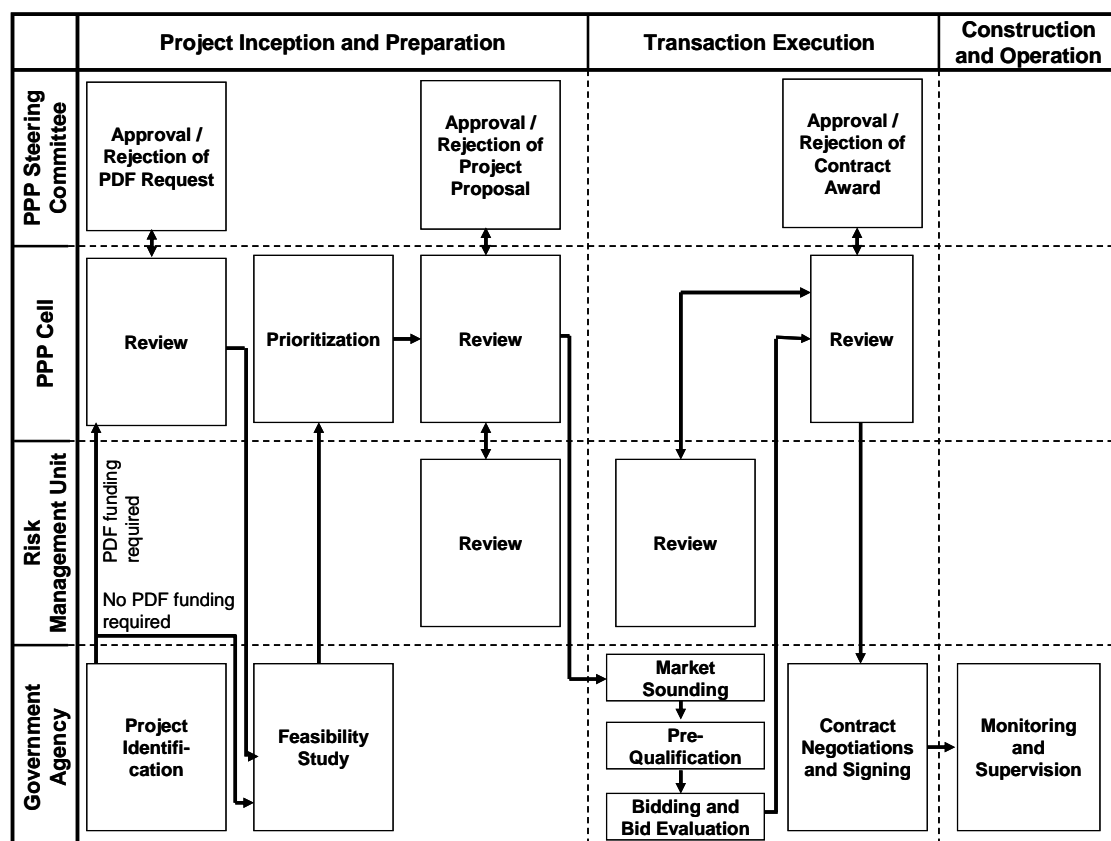 Project Inception and Preparation
Transaction Execution
Construction
and Operation
PPP Steering
Committee
Approval /
Rejection of
PDF Request
Approval /
Rejection of
Project
Proposal
Approval /
Rejection of
Contract
Award
PPP Cell
Review
Prioritization
Review
Review
Risk
Management Unit
PDF funding
required
No PDF funding
required
Review
Review
Government
Agency
Project
Identifi-
cation
Feasibility
Study
Market
Sounding
Pre-
Qualification
Bidding and
Bid Evaluation
Contract
Negotiations
and Signing
Monitoring
and
Supervision